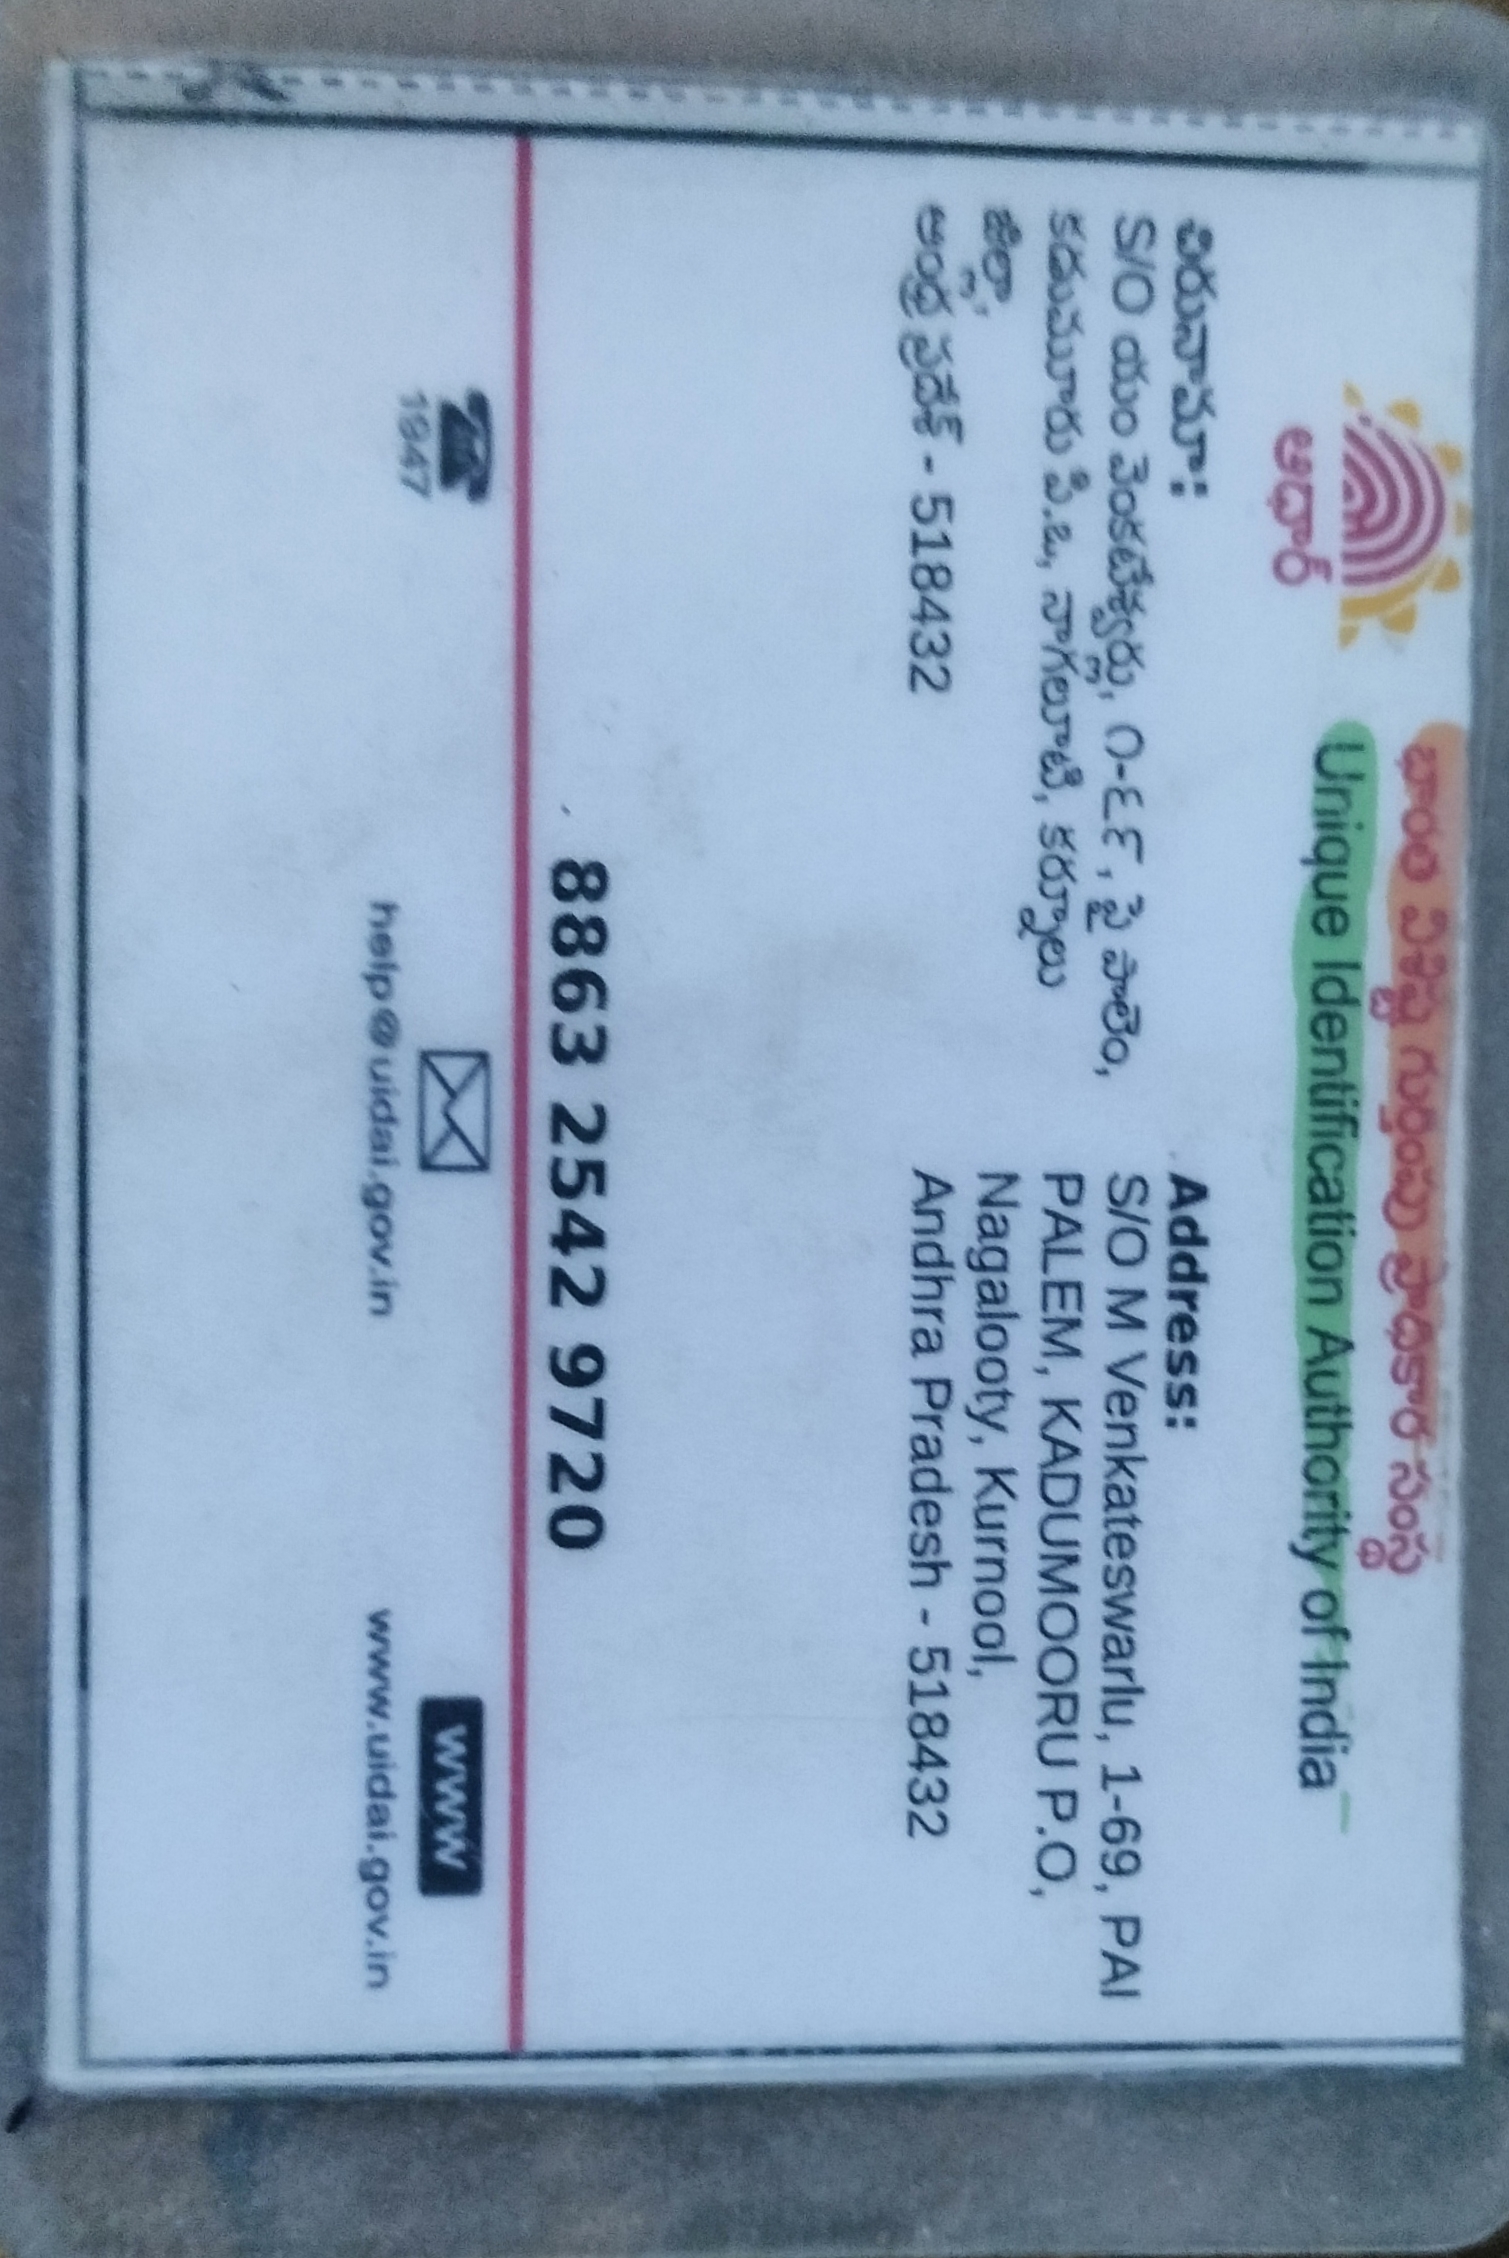 భారత విశిష్ట గుర్తింపు ప్రాధికార సంస్థ
Unique Identification Authority of India
ఆధార్
చిరునామా:
S/O యం వెంకటేశ్వర్లు, ౧-౬౯, పై పాలెం,
కడుమూరు పి.ఓ, నాగలూటి, కర్నూలు
జిల్లా,
ఆంధ్ర ప్రదేశ్ - 518432
Address:
S/O M Venkateswarlu, 1-69, PAI
PALEM, KADUMOORU P.O,
Nagalooty, Kurnool,
Andhra Pradesh - 518432
8863 2542 9720
1947
help@uidai.gov.in
www
www.uidai.gov.in